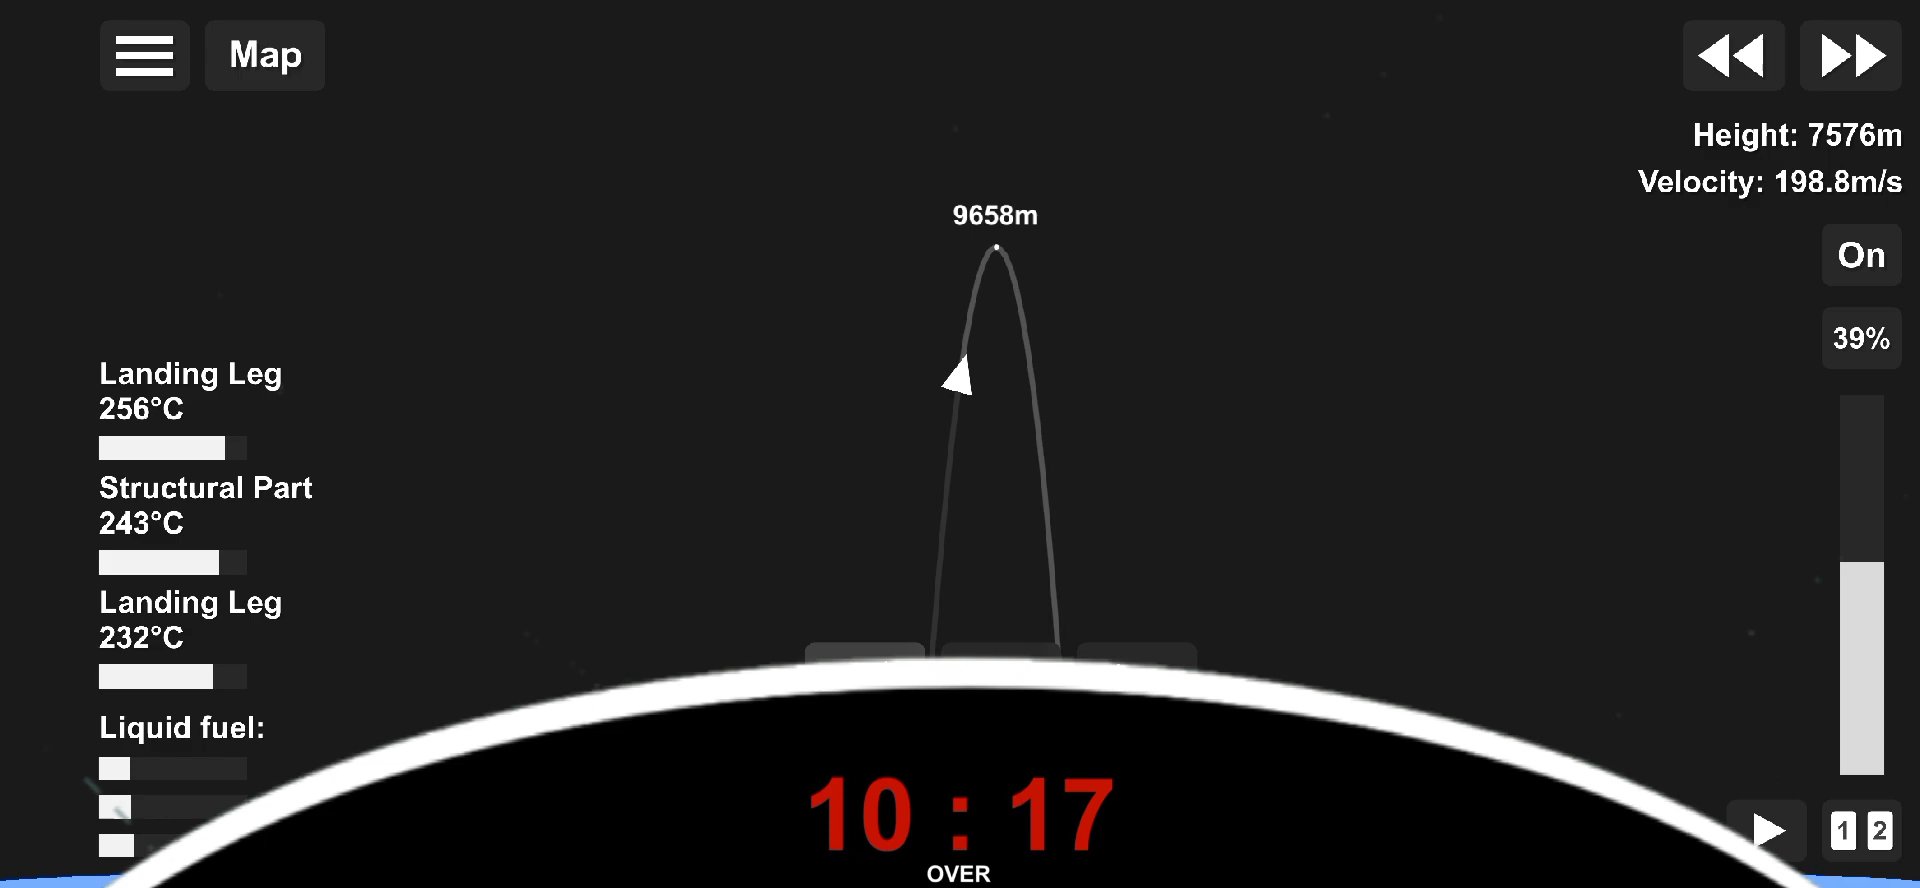 Map
Height: 7576m
Velocity: 198.8m/s
9658m
On
39%
Landing Leg
256°C
Structural Part
243°C
Landing Leg
232°C
Liquid fuel:
10 : 17
OVER
1 2